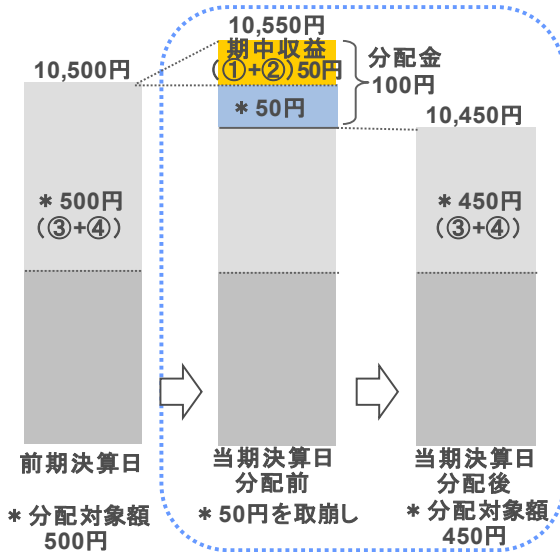 10,550円
期中収益
(①+②)50円
分配金
100円
10,500円
＊50円
10,450円
＊500円
(③+④)
＊450円
(③+④)
前期決算日
当期決算日
分配前
当期決算日
分配後
＊分配対象額
500円
＊50円を取崩し
＊分配対象額
450円